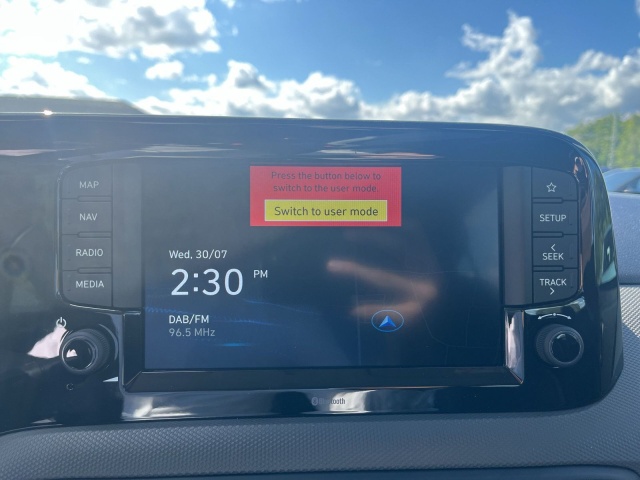 Press the button below to
switch to the user mode.
Switch to user mode
MAP
NAV
RADIO
MEDIA
Wed, 30/07
2:30 PM
DAB/FM
96.5 MHz
SETUP
SEEK
TRACK
Bluetooth